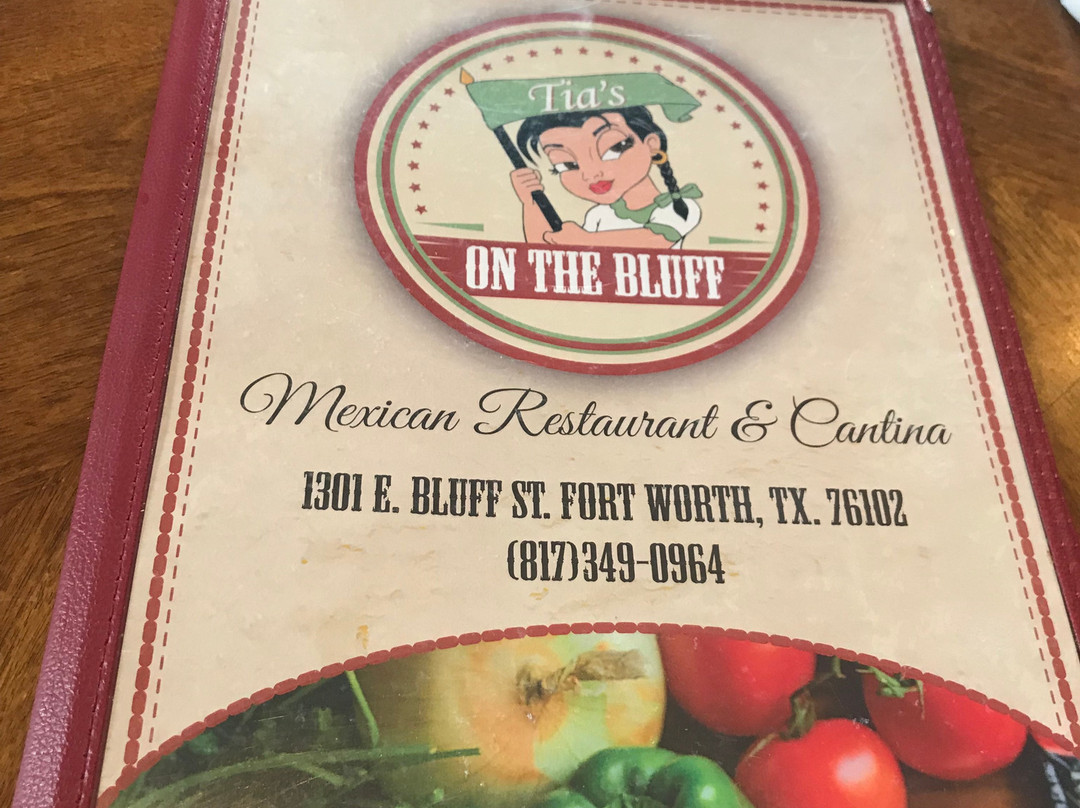 Tia's
ON THE BLUFF
Mexican Restaurant & Cantina
1301 E. BLUFF ST. FORT WORTH, TX. 76102
(817)349-0964